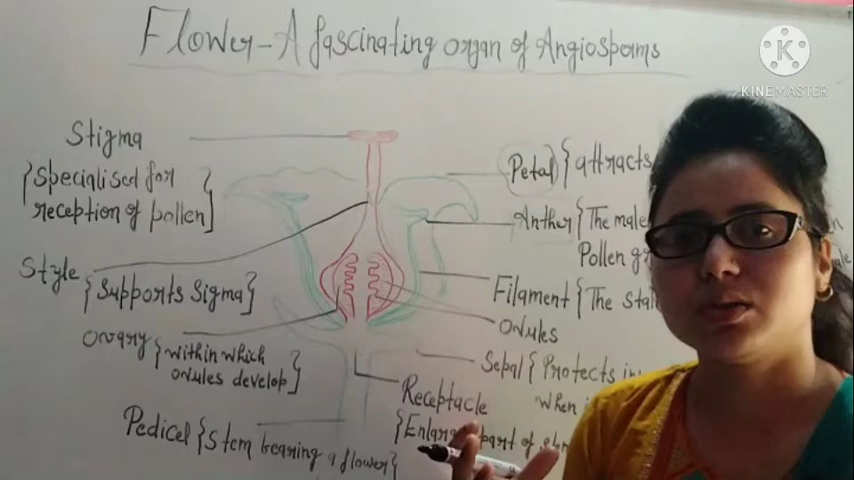 Flower - A fascinating organ of Angiosperms
K
KINEMASTER
Stigma
{Specialised for
reception of pollen}
Style
{Supports Sigma}
Ovary
{within which
ovules develop}
Pedicel {Stem bearing a flower}
Petal {attracts
Anther {The male
Pollen
Filament {The
Ovules
Sepal {Protects
when
Receptacle
part of